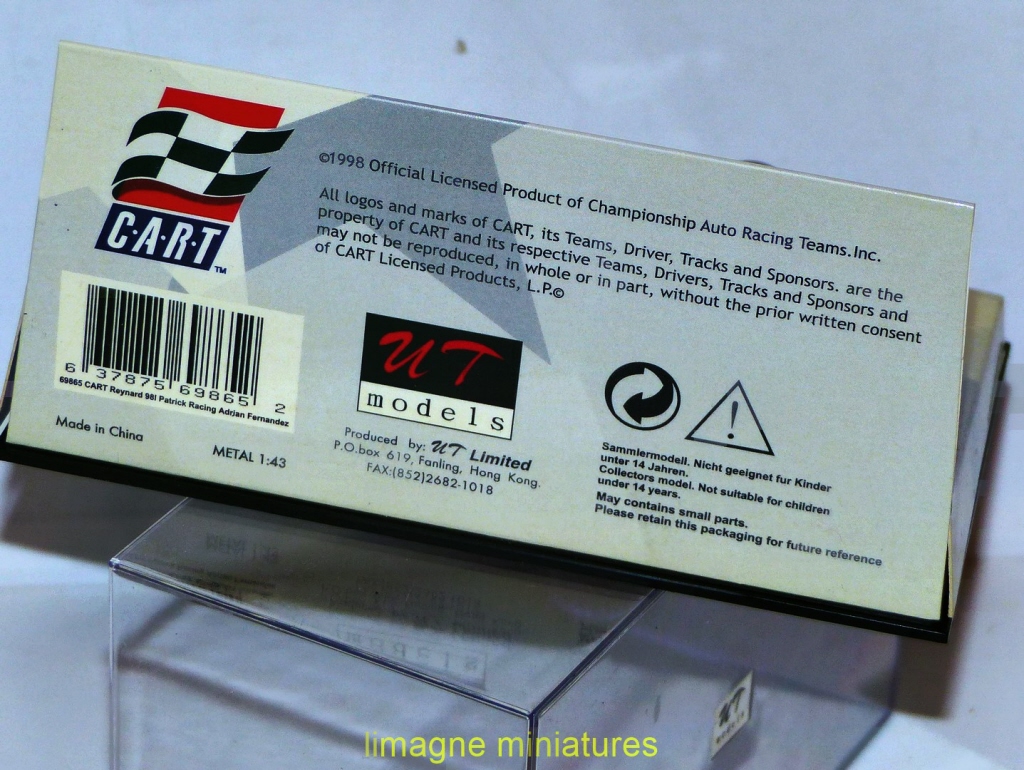 C·A·R·T™
©1998 Official Licensed Product of Championship Auto Racing Teams.Inc.
All logos and marks of CART, its Teams, Driver, Tracks and Sponsors. are the
property of CART and its respective Teams, Drivers, Tracks and Sponsors and
may not be reproduced, in whole or in part, without the prior written consent
of CART Licensed Products, L.P.©
6 37875 69865 2
69865 CART Reynard 98I Patrick Racing Adrian Fernandez
Made in China
METAL 1:43
UT
models
Produced by: UT Limited
P.O.box 619, Fanling, Hong Kong.
FAX:(852)2682-1018
Sammlermodell. Nicht geeignet fur Kinder
unter 14 Jahren.
Collectors model. Not suitable for children
under 14 years.
May contains small parts.
Please retain this packaging for future reference
UT
models
limagne miniatures